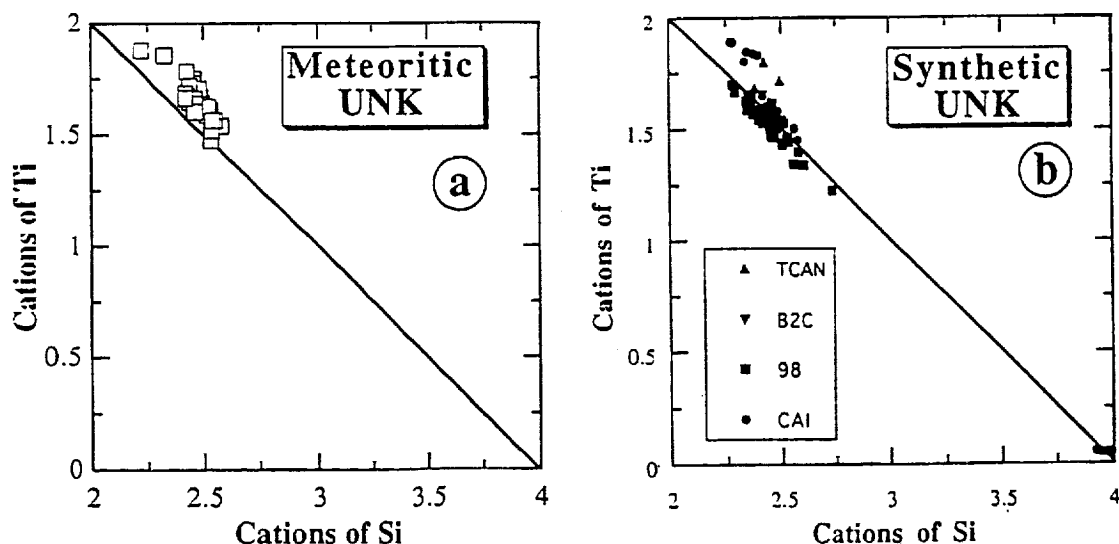 2
1.5
1
0.5
0
Cations of Ti
Meteoritic
UNK
a
2
2.5
3
3.5
4
Cations of Si
2
1.5
1
0.5
0
Cations of Ti
Synthetic
UNK
b
TCAN
B2C
98
CAI
2
2.5
3
3.5
4
Cations of Si